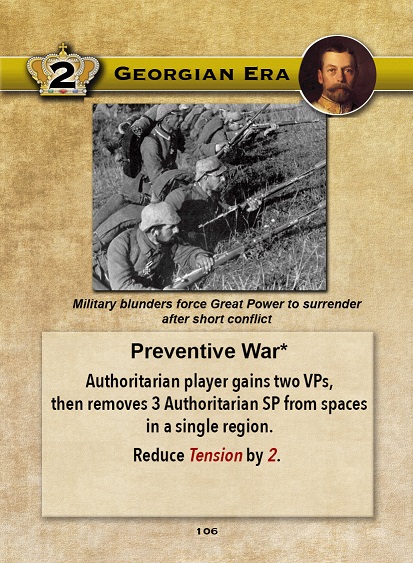 2
GEORGIAN ERA
Military blunders force Great Power to surrender
after short conflict
Preventive War*
Authoritarian player gains two VPs,
then removes 3 Authoritarian SP from spaces
in a single region.
Reduce Tension by 2.
106